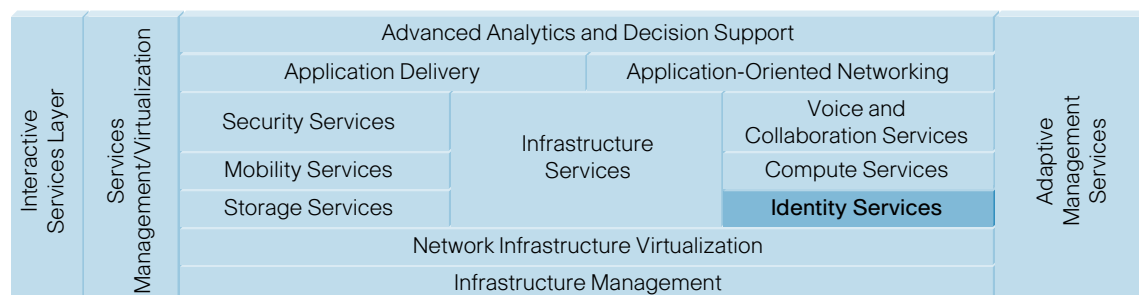 Interactive
Services Layer
Services
Management/Virtualization
Advanced Analytics and Decision Support
Application Delivery
Application-Oriented Networking
Security Services
Mobility Services
Storage Services
Infrastructure
Services
Voice and
Collaboration Services
Compute Services
Identity Services
Network Infrastructure Virtualization
Infrastructure Management
Adaptive
Management
Services